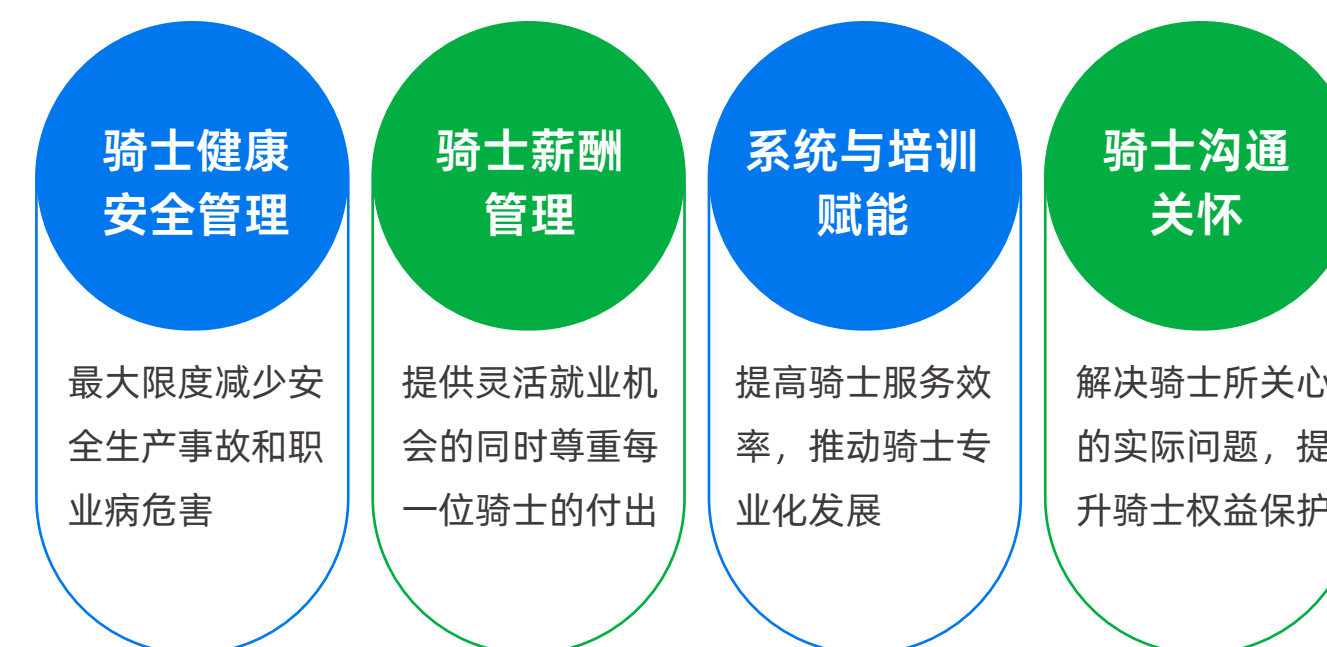 骑士健康
安全管理
最大限度减少安
全生产事故和职
业病危害
骑士薪酬
管理
提供灵活就业机
会的同时尊重每
一位骑士的付出
系统与培训
赋能
提高骑士服务效
率，推动骑士专
业化发展
骑士沟通
关怀
解决骑士所关心
的实际问题，提
升骑士权益保护